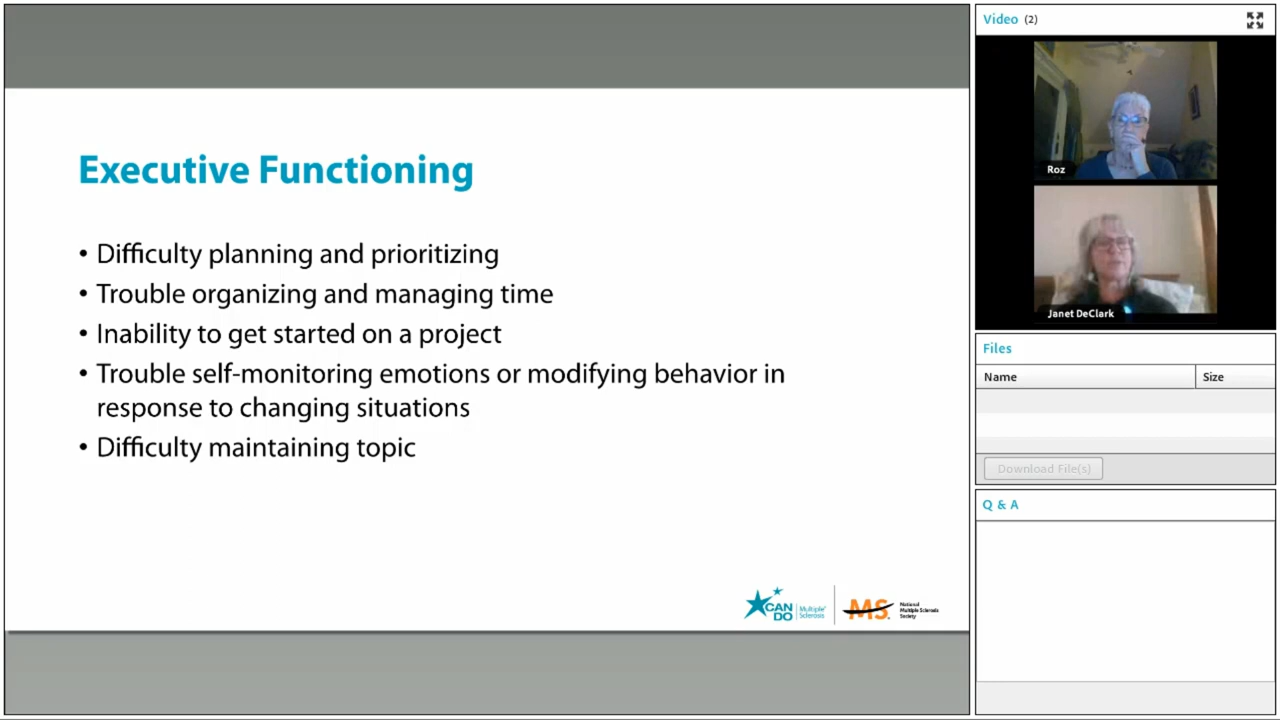 Executive Functioning
• Difficulty planning and prioritizing
• Trouble organizing and managing time
• Inability to get started on a project
• Trouble self-monitoring emotions or modifying behavior in
response to changing situations
• Difficulty maintaining topic
CAN
DO
Multiple
Sclerosis
MS
National
Multiple Sclerosis
Society
Video (2)
Roz
Janet DeClark
Files
Name Size
Download File(s)
Q & A